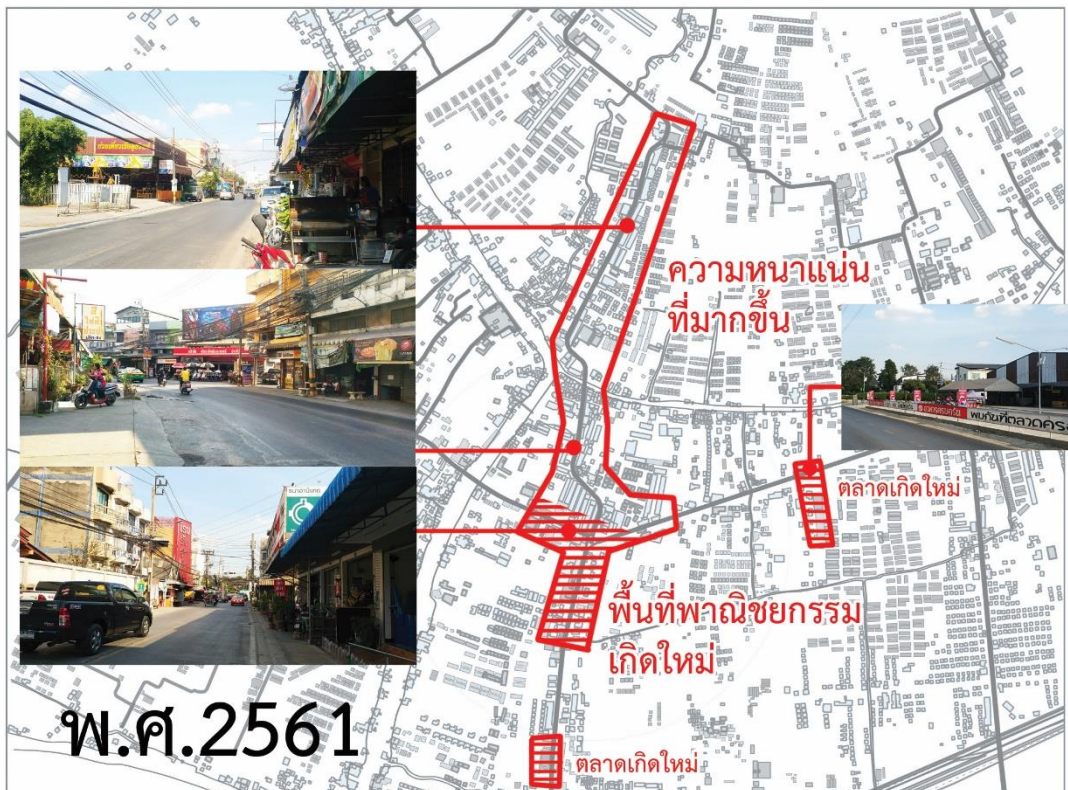 ความหนาแน่น
ที่มากขึ้น
ตลาดเกิดใหม่
พื้นที่พาณิชยกรรม
เกิดใหม่
ตลาดเกิดใหม่
พ.ศ.2561